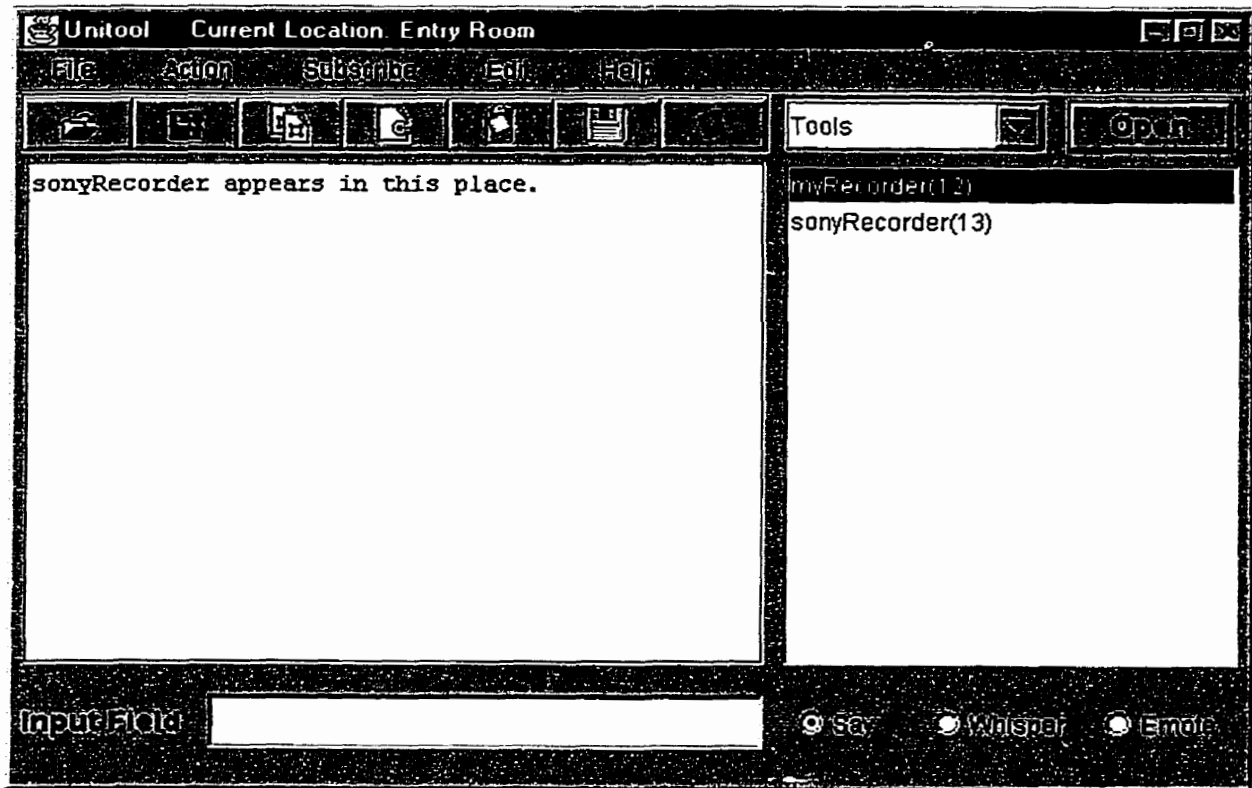 Unitool Current Location. Entry Room
File Action Subscribe Edit Help
Tools Open
sonyRecorder appears in this place.
myRecorder(12)
sonyRecorder(13)
Input Field Say Whisper Emote